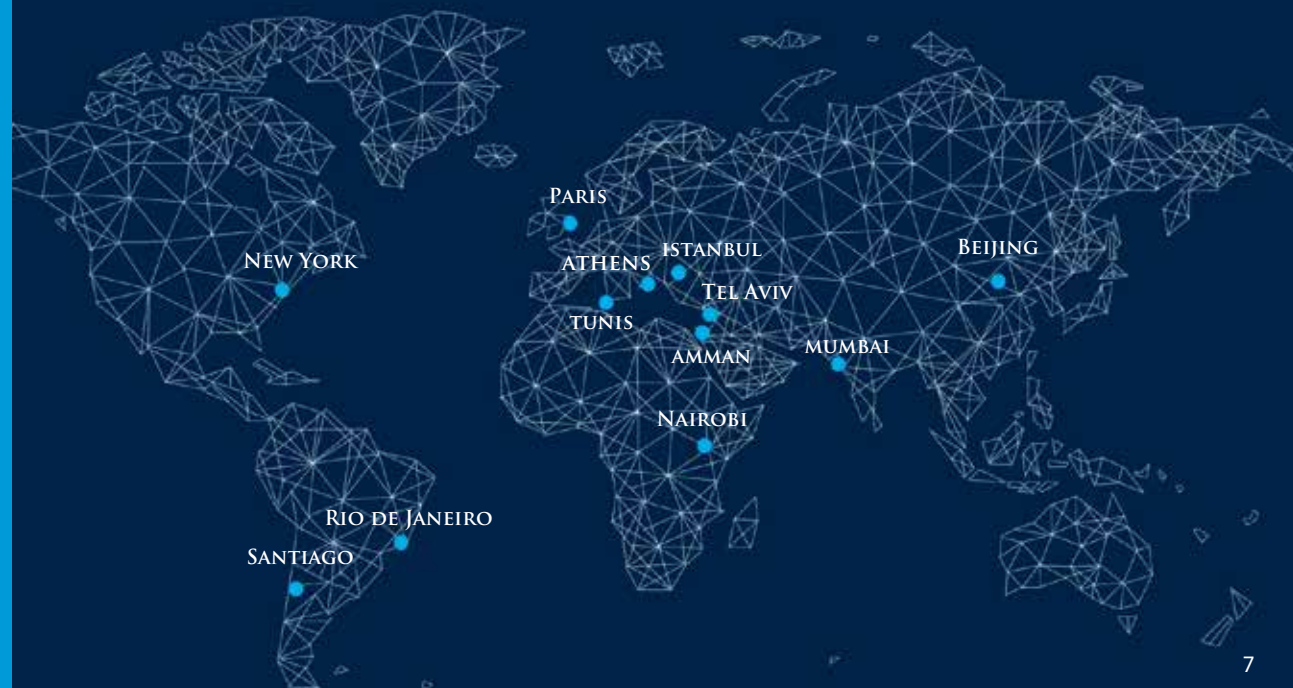 Paris
New York
istanbul
Beijing
athens
Tel Aviv
tunis
amman
mumbai
Nairobi
Rio de Janeiro
Santiago
7